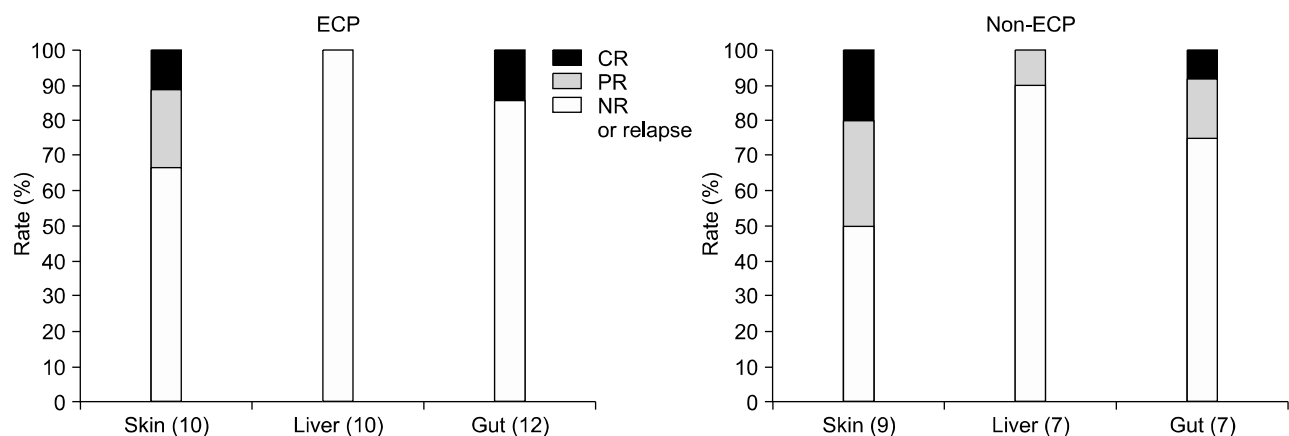 ECP
Rate (%)
100
90
80
70
60
50
40
30
20
10
0
Skin (10)
Liver (10)
Gut (12)
CR
PR
NR
or relapse
Non-ECP
Rate (%)
100
90
80
70
60
50
40
30
20
10
0
Skin (9)
Liver (7)
Gut (7)